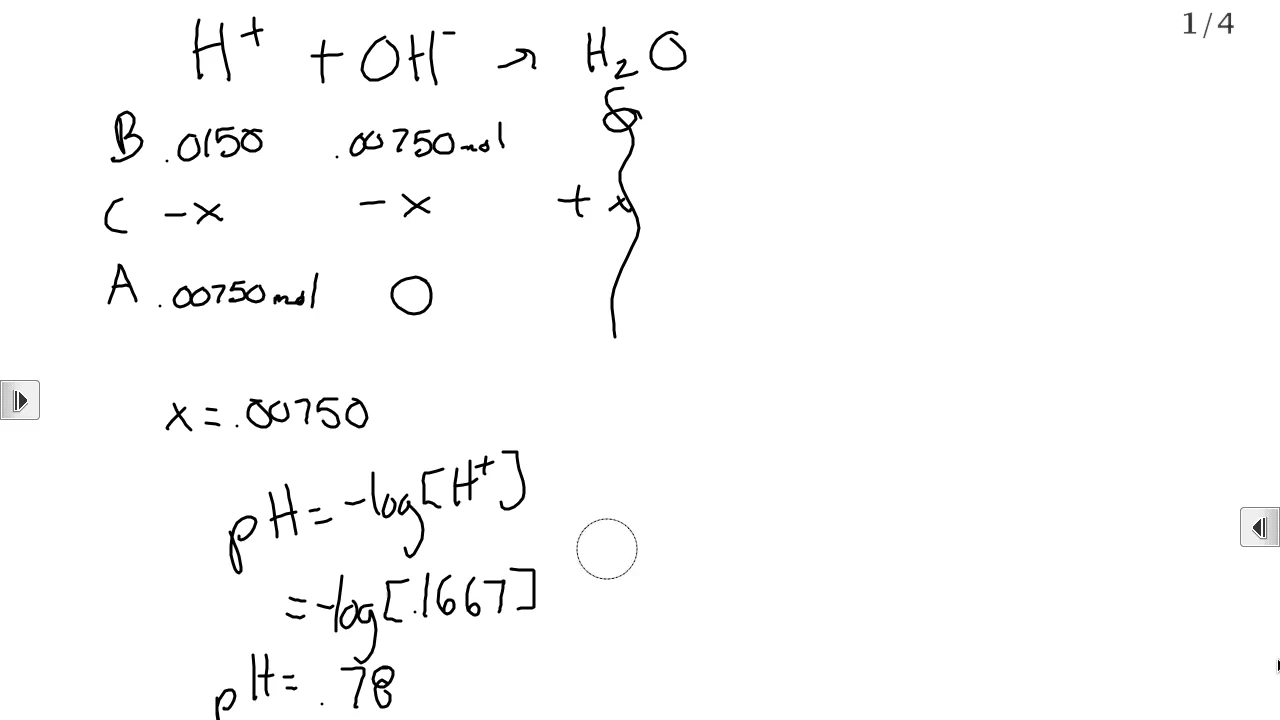 1/4
H⁺ + OH⁻ → H₂O
B .0150 .00750 mol
C -x -x +x
A .00750 mol 0
x = .00750
pH = -log[H⁺]
= -log[.1667]
pH = .78